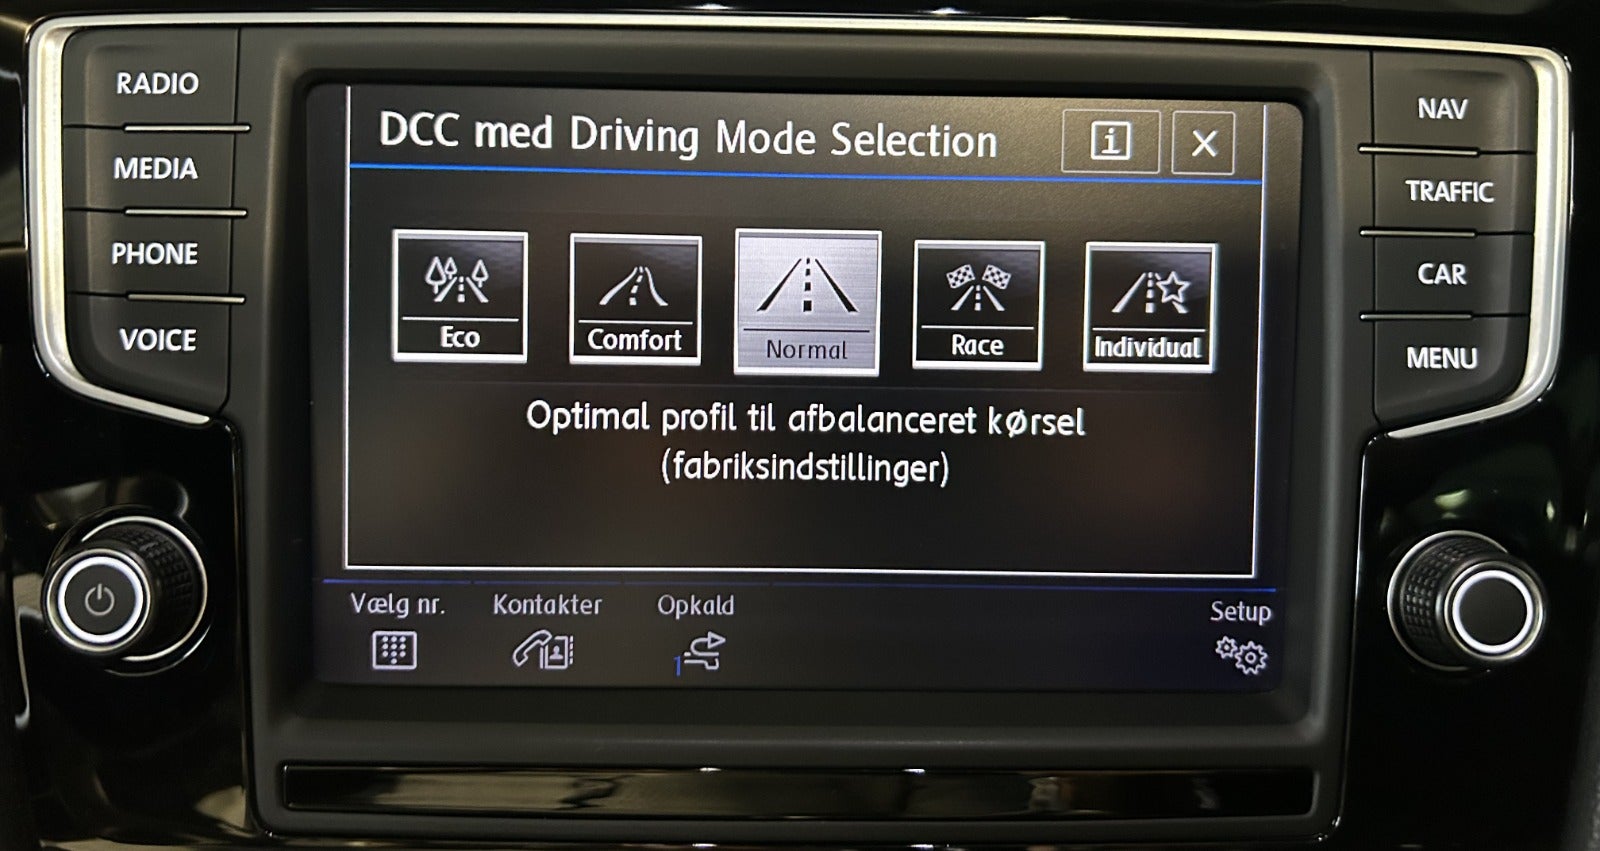 RADIO
MEDIA
PHONE
VOICE
DCC med Driving Mode Selection
i
X
Eco
Comfort
Normal
Race
Individual
Optimal profil til afbalanceret kørsel
(fabriksindstillinger)
Vælg nr.
Kontakter
Opkald
1
Setup
NAV
TRAFFIC
CAR
MENU